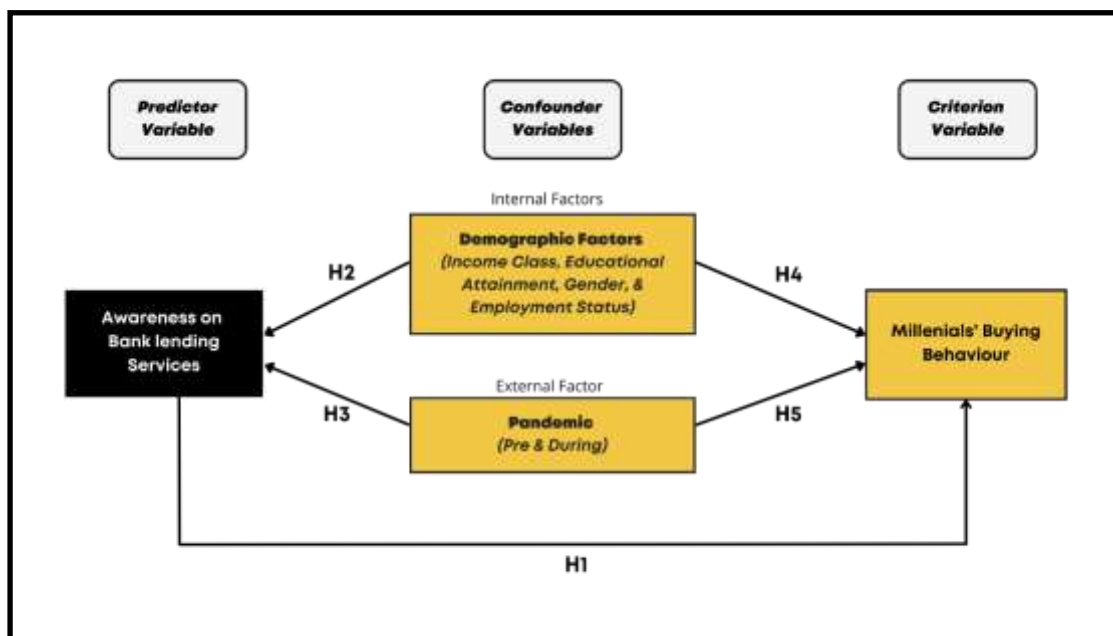 Predictor
Variable
Confounder
Variables
Criterion
Variable
Internal Factors
Demographic Factors
(Income Class, Educational
Attainment, Gender, &
Employment Status)
H2
H4
Awareness on
Bank lending
Services
Millenials' Buying
Behaviour
External Factor
H3
H5
Pandemic
(Pre & During)
H1